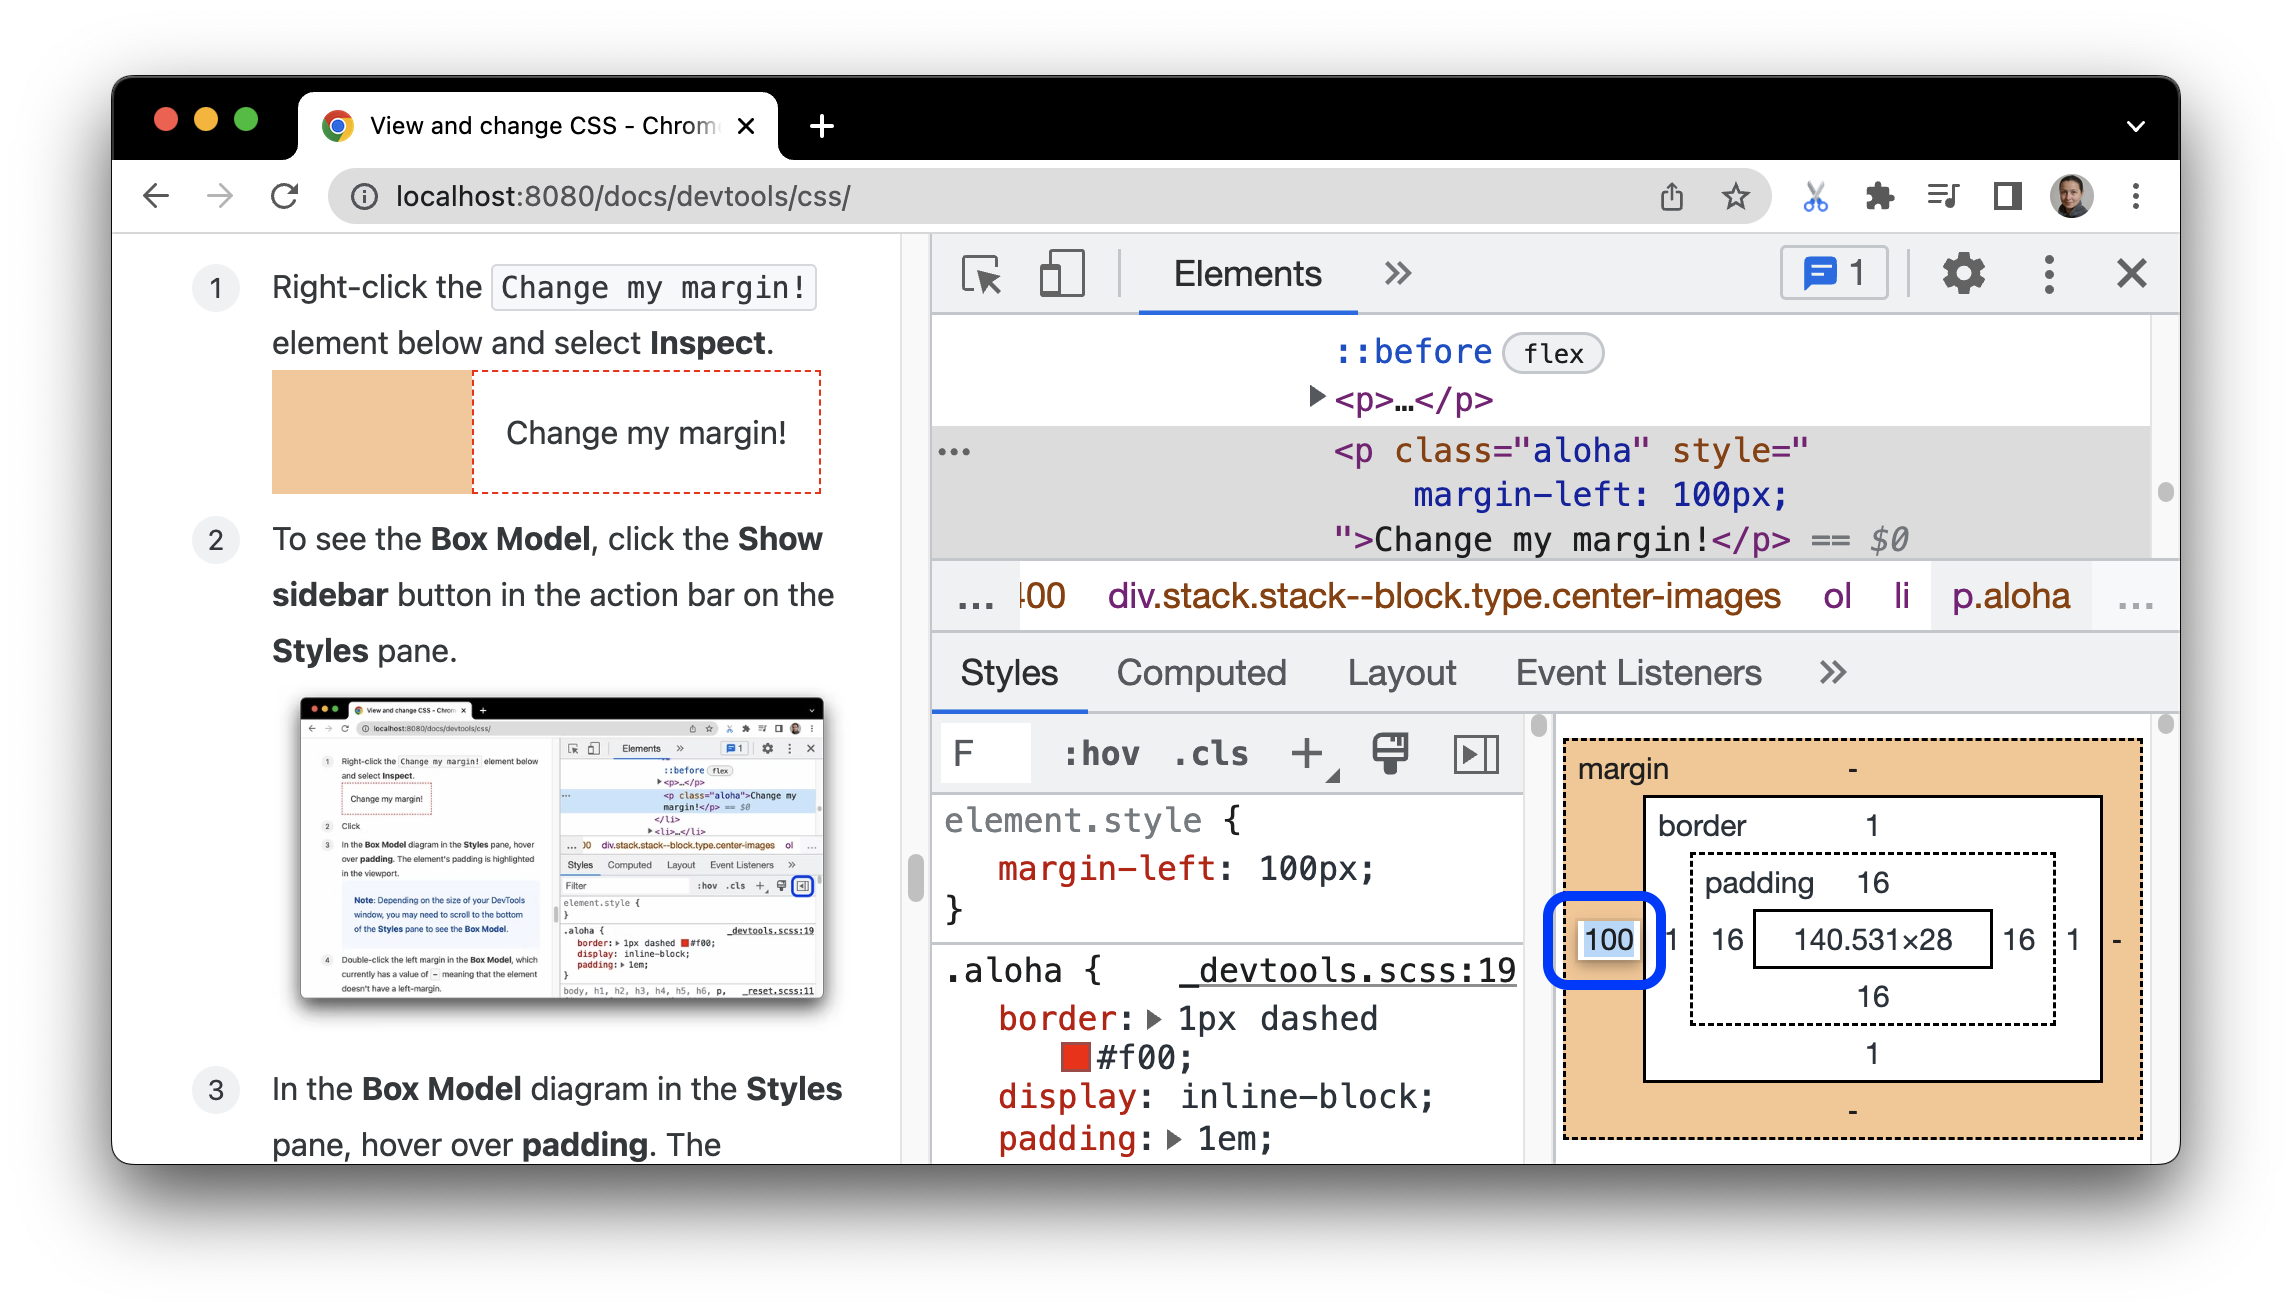 View and change CSS - Chrom
localhost:8080/docs/devtools/css/
1
Right-click the Change my margin!
element below and select Inspect.
Change my margin!
2
To see the Box Model, click the Show
sidebar button in the action bar on the
Styles pane.
View and change CSS - Chrom
localhost:8080/docs/devtools/css/
1 Right-click the Change my margin! element below
and select Inspect.
Change my margin!
2 Click
3 In the Box Model diagram in the Styles pane, hover
over padding. The element's padding is highlighted
in the viewport.
Note: Depending on the size of your DevTools
window, you may need to scroll to the bottom
of the Styles pane to see the Box Model.
4 Double-click the left margin in the Box Model, which
currently has a value of - meaning that the element
doesn't have a left-margin.
Elements » 1
::before flex
<p>…</p>
<p class="aloha">Change my
margin!</p> == $0
</li>
<li>…</li>
... 00 div.stack.stack--block.type.center-images ol ...
Styles Computed Layout Event Listeners »
Filter :hov .cls +
element.style {
}
.aloha { _devtools.scss:19
border: 1px dashed #f00;
display: inline-block;
padding: 1em;
}
body, h1, h2, h3, h4, h5, h6, p, _reset.scss:11
3
In the Box Model diagram in the Styles
pane, hover over padding. The
Elements » 1
::before flex
<p>…</p>
<p class="aloha" style="
margin-left: 100px;
">Change my margin!</p> == $0
... 400 div.stack.stack--block.type.center-images ol li p.aloha ...
Styles Computed Layout Event Listeners »
F :hov .cls +
element.style {
margin-left: 100px;
}
.aloha { _devtools.scss:19
border: 1px dashed
#f00;
display: inline-block;
padding: 1em;
margin -
border 1
padding 16
100 1 16 140.531×28 16 1 -
16
1
-